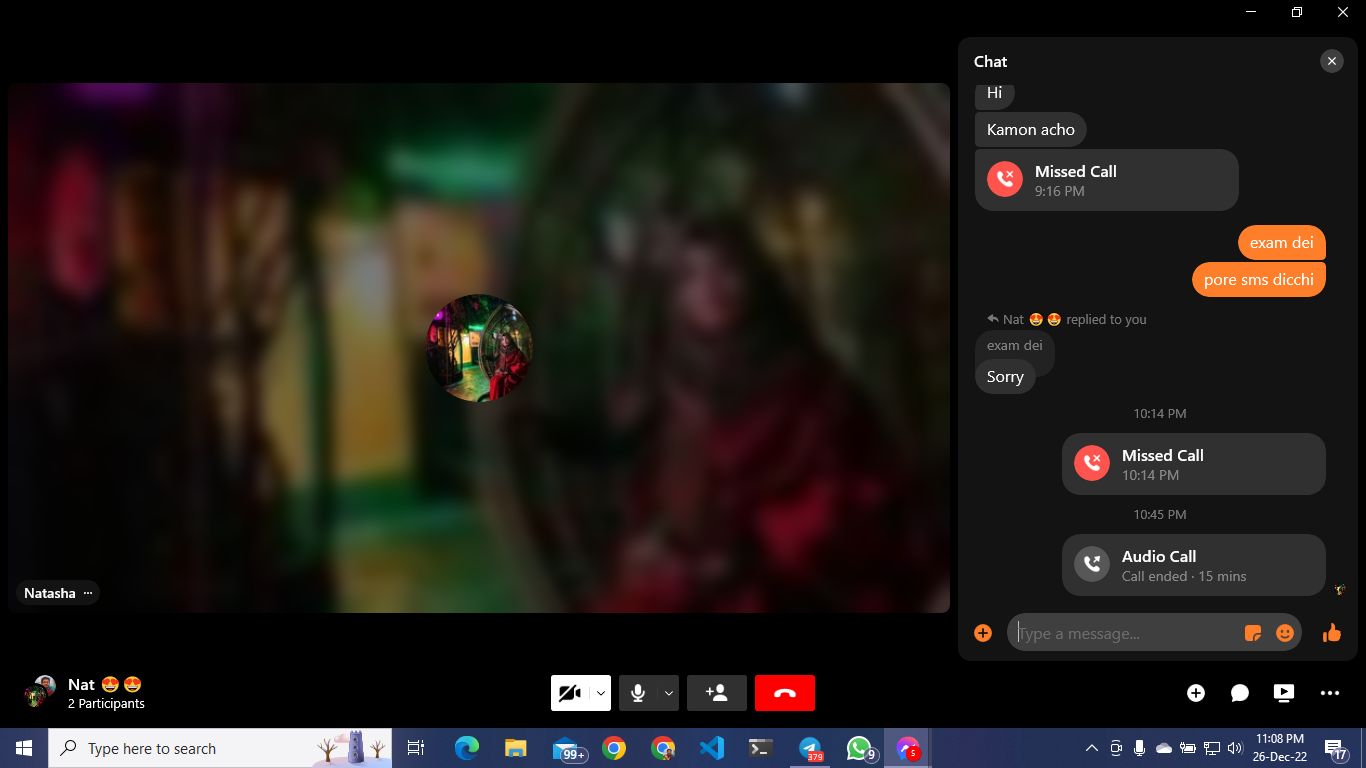 Chat
Hi
Kamon acho
Missed Call
9:16 PM
exam dei
pore sms dicchi
Nat 😍😍 replied to you
exam dei
Sorry
10:14 PM
Missed Call
10:14 PM
10:45 PM
Audio Call
Call ended · 15 mins
Type a message...
Natasha
Nat 😍😍
2 Participants
Type here to search
99+
379
9
5
11:08 PM
26-Dec-22
17